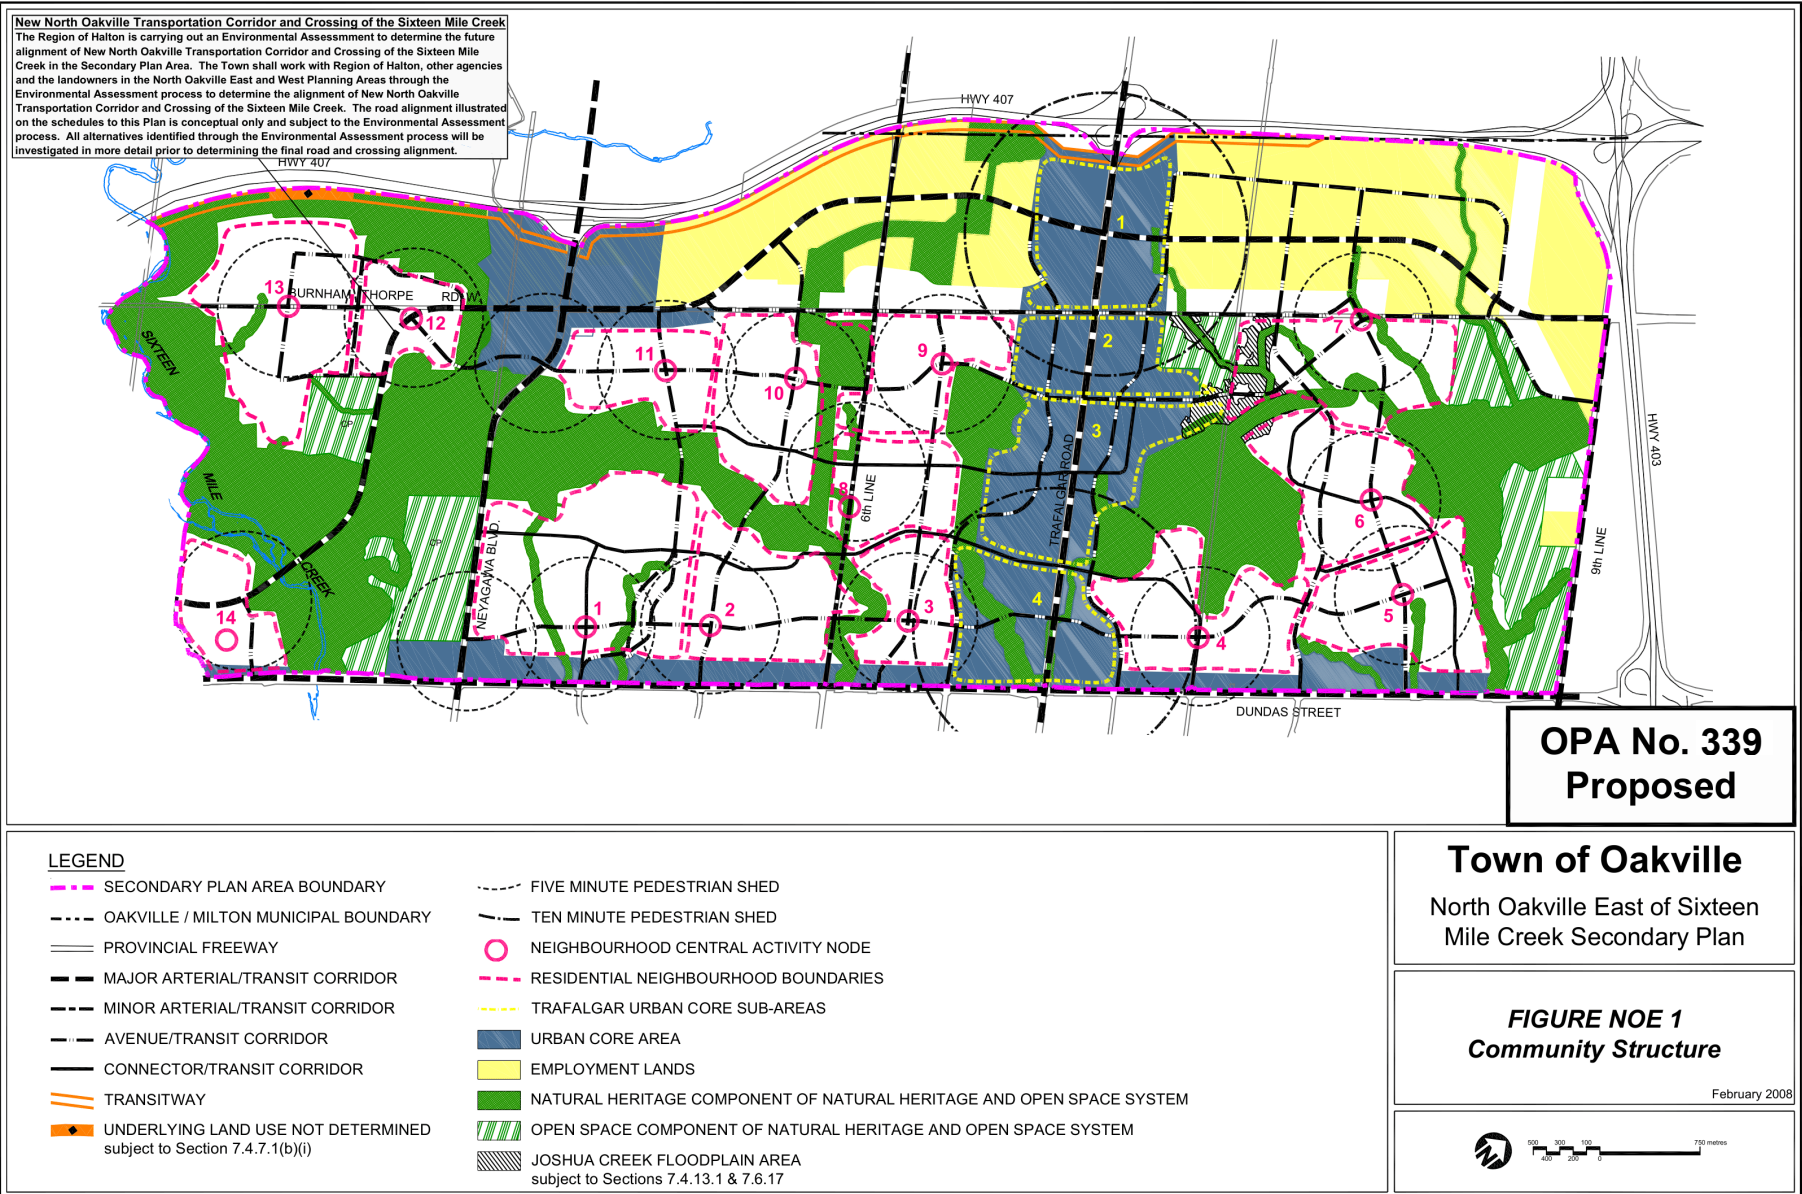 New North Oakville Transportation Corridor and Crossing of the Sixteen Mile Creek
The Region of Halton is carrying out an Environmental Assessmment to determine the future
alignment of New North Oakville Transportation Corridor and Crossing of the Sixteen Mile
Creek in the Secondary Plan Area. The Town shall work with Region of Halton, other agencies
and the landowners in the North Oakville East and West Planning Areas through the
Environmental Assessment process to determine the alignment of New North Oakville
Transportation Corridor and Crossing of the Sixteen Mile Creek. The road alignment illustrated
on the schedules to this Plan is conceptual only and subject to the Environmental Assessment
process. All alternatives identified through the Environmental Assessment process will be
investigated in more detail prior to determining the final road and crossing alignment.
HWY 407
HWY 407
1
13
BURNHAMTHORPE RD. W.
12
7
2
SIXTEEN
11
9
10
3
CP
HWY 403
TRAFALGAR ROAD
MILE
8
6th LINE
6
CP
NEYAGAWA BLVD.
9th LINE
CREEK
14
1
2
3
4
5
4
DUNDAS STREET
OPA No. 339
Proposed
LEGEND
SECONDARY PLAN AREA BOUNDARY
OAKVILLE / MILTON MUNICIPAL BOUNDARY
PROVINCIAL FREEWAY
MAJOR ARTERIAL/TRANSIT CORRIDOR
MINOR ARTERIAL/TRANSIT CORRIDOR
AVENUE/TRANSIT CORRIDOR
CONNECTOR/TRANSIT CORRIDOR
TRANSITWAY
UNDERLYING LAND USE NOT DETERMINED
subject to Section 7.4.7.1(b)(i)
FIVE MINUTE PEDESTRIAN SHED
TEN MINUTE PEDESTRIAN SHED
NEIGHBOURHOOD CENTRAL ACTIVITY NODE
RESIDENTIAL NEIGHBOURHOOD BOUNDARIES
TRAFALGAR URBAN CORE SUB-AREAS
URBAN CORE AREA
EMPLOYMENT LANDS
NATURAL HERITAGE COMPONENT OF NATURAL HERITAGE AND OPEN SPACE SYSTEM
OPEN SPACE COMPONENT OF NATURAL HERITAGE AND OPEN SPACE SYSTEM
JOSHUA CREEK FLOODPLAIN AREA
subject to Sections 7.4.13.1 & 7.6.17
Town of Oakville
North Oakville East of Sixteen
Mile Creek Secondary Plan
FIGURE NOE 1
Community Structure
February 2008
N
500 300 100 750 metres
400 200 0